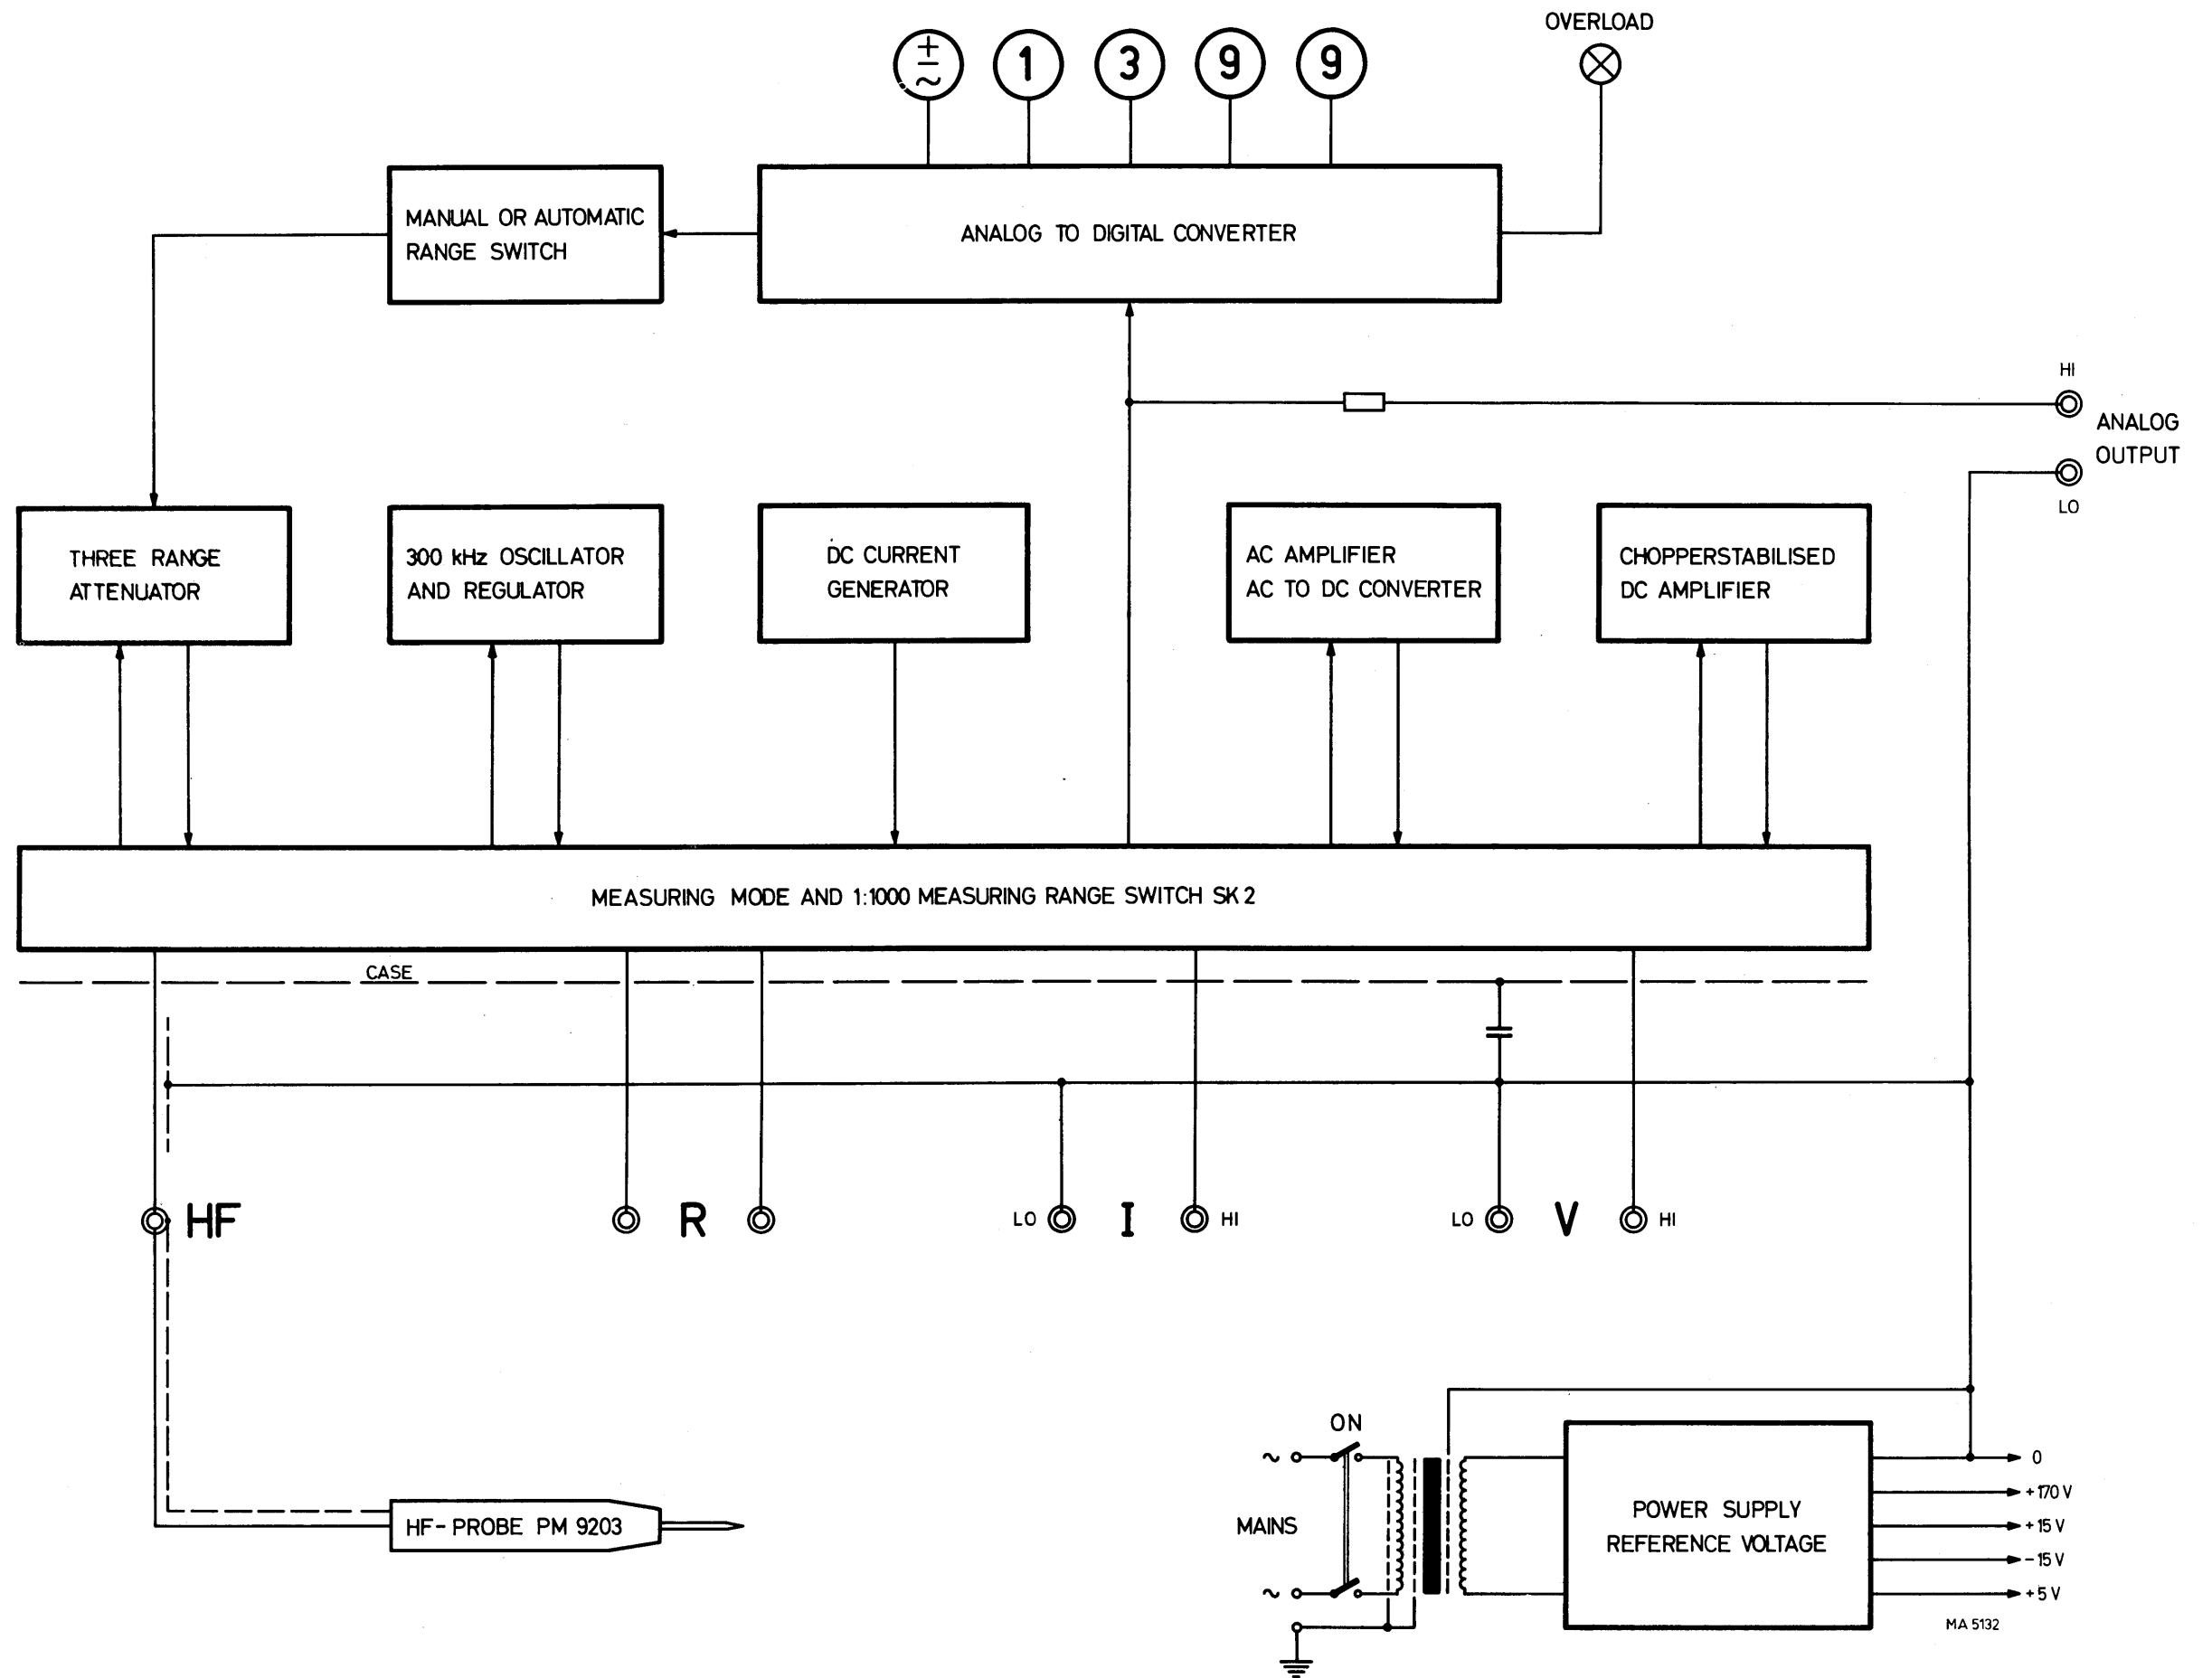 OVERLOAD
± ~ 1 3 9 9
MANUAL OR AUTOMATIC
RANGE SWITCH
ANALOG TO DIGITAL CONVERTER
HI
ANALOG
OUTPUT
LO
THREE RANGE
ATTENUATOR
300 kHz OSCILLATOR
AND REGULATOR
DC CURRENT
GENERATOR
AC AMPLIFIER
AC TO DC CONVERTER
CHOPPERSTABILISED
DC AMPLIFIER
MEASURING MODE AND 1:1000 MEASURING RANGE SWITCH SK 2
CASE
HF
R
LO I HI
LO V HI
HF-PROBE PM 9203
ON
~
MAINS
~
POWER SUPPLY
REFERENCE VOLTAGE
0
+170 V
+15 V
-15 V
+5 V
MA 5132